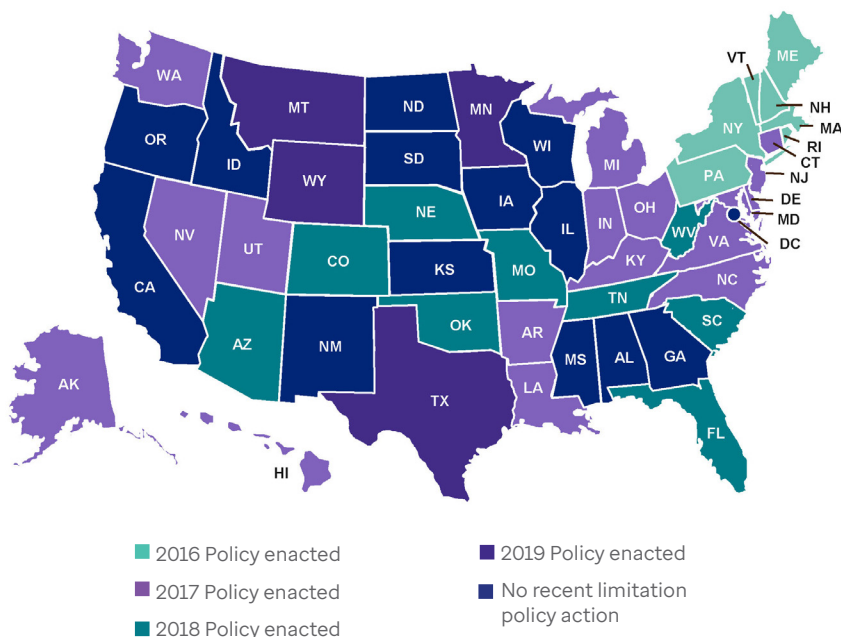 WA
MT
ND
MN
VT
ME
NH
MA
RI
CT
NJ
NY
OR
ID
SD
WI
MI
PA
WY
IA
DE
MD
DC
NE
NV
UT
CO
IL
IN
OH
WV
VA
CA
KS
MO
KY
NC
TN
AZ
NM
OK
AR
SC
MS
AL
GA
AK
TX
LA
FL
HI
2016 Policy enacted
2017 Policy enacted
2018 Policy enacted
2019 Policy enacted
No recent limitation
policy action